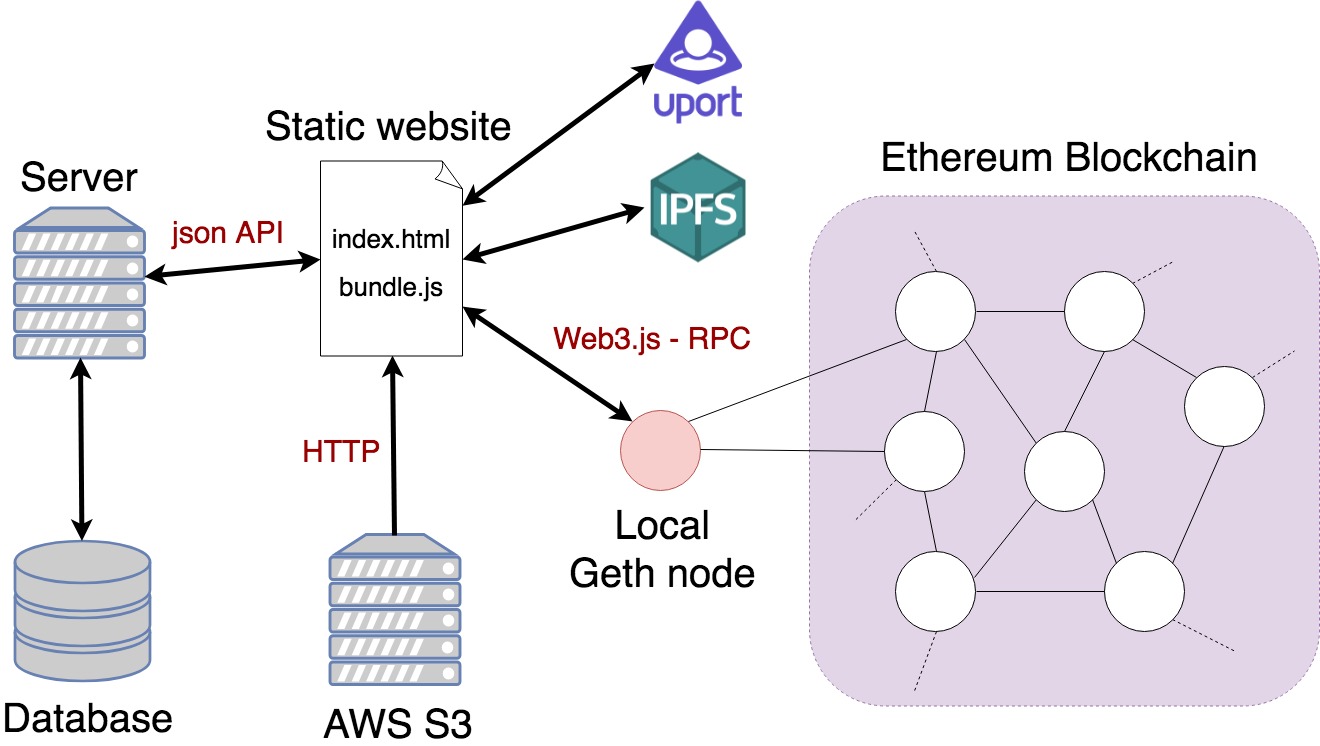 uport
Static website
IPFS
Ethereum Blockchain
Server
json API
index.html
bundle.js
Web3.js - RPC
HTTP
Local
Geth node
Database
AWS S3